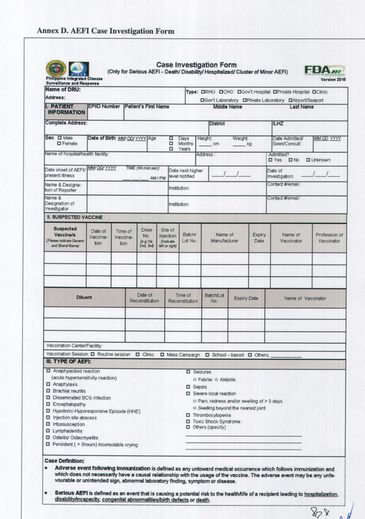 Annex D. AEFI Case Investigation Form
Case Investigation Form
(Only for Serious AEFI - Death/ Disability/ Hospitalized/ Cluster of Minor AEFI)
Philippine Integrated Disease
Surveillance and Response
FDA
Version 2016
Name of DRU:
Type: RHU CHO Gov't Hospital Private Hospital Clinic
Address:
Gov't Laboratory Private Laboratory Airport/Seaport
I. PATIENT INFORMATION
EPID Number
Patient's First Name
Middle Name
Last Name
Complete Address:
District
ILHZ
Sex: Male
Female
Date of Birth MM DD YYYY
Age
Days
Months
Years
Height:
cm
Weight:
kg
Date Admitted/ Seen/Consult
MM DD YYYY
Name of hospital/health facility
Address:
Admitted?
Yes No Unknown
Date onset of AEFI/ present illness
MM DD YYYY
TIME
AM / PM
Date next higher level notified
Date of Investigation
Name & Designation of Reporter
Institution
Contact #/email:
Name & Designation of Investigator
Institution
Contact #/email:
II. SUSPECTED VACCINE
Suspected Vaccine/s
(Please indicate Generic and Brand Name)
Date of Vaccination
Time of Vaccination
Dose No
(e.g 1st, 2nd, 3rd)
Site of Injection
(Indicate left or right)
Batch/ Lot No
Name of Manufacturer
Expiry Date
Name of Vaccinator
Profession of Vaccinator
Diluent
Date of Reconstitution
Time of Reconstitution
Batch/Lot No.
Expiry Date
Name of Vaccinator
Vaccination Center/Facility:
Vaccination Session: Routine session Clinic Mass Campaign School – based Others,
III. TYPE OF AEFI:
Anaphylactoid reaction
(acute hypersensitivity reaction)
Anaphylaxis
Brachial neuritis
Disseminated BCG infection
Encephalopathy
Hypotonic-Hyporesponsive Episode (HHE)
Injection site abscess
Intussusception
Lymphadenitis
Osteitis/ Osteomyelitis
Persistent ( > 3hours) inconsolable crying
Seizures
Febrile Afebrile
Sepsis
Severe local reaction
Pain, redness and/or swelling of > 3 days
Swelling beyond the nearest joint
Thrombocytopenia
Toxic Shock Syndrome
Others (specify)
Case Definition:
Adverse event following immunization is defined as any untoward medical occurrence which follows immunization and
which does not necessarily have a causal relationship with the usage of the vaccine. The adverse event may be any unfa-
vourable or unintended sign, abnormal laboratory finding, symptom or disease.
Serious AEFI is defined as an event that is causing a potential risk to the health/life of a recipient leading to hospitalization,
disability/incapacity, congenital abnormalities/birth defects or death.